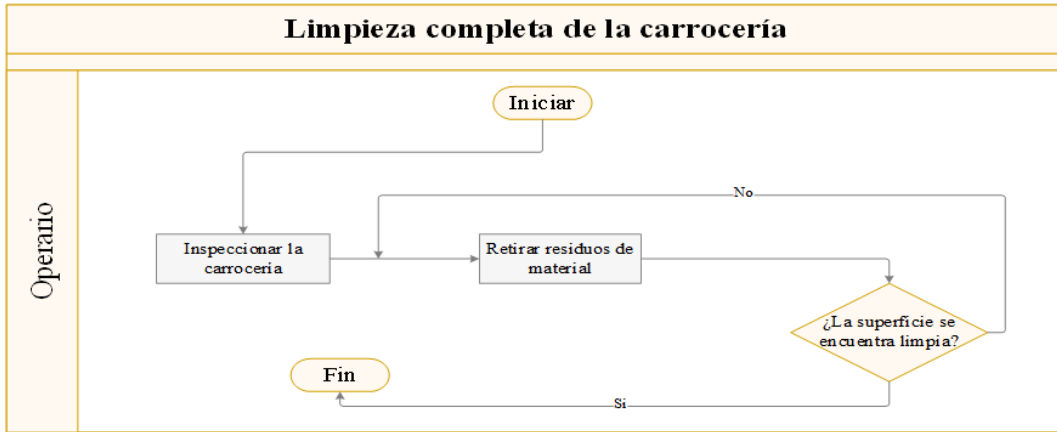 Limpieza completa de la carrocería
Operario
Iniciar
No
Inspeccionar la
carrocería
Retirar residuos de
material
¿La superficie se
encuentra limpia?
Fin
Si